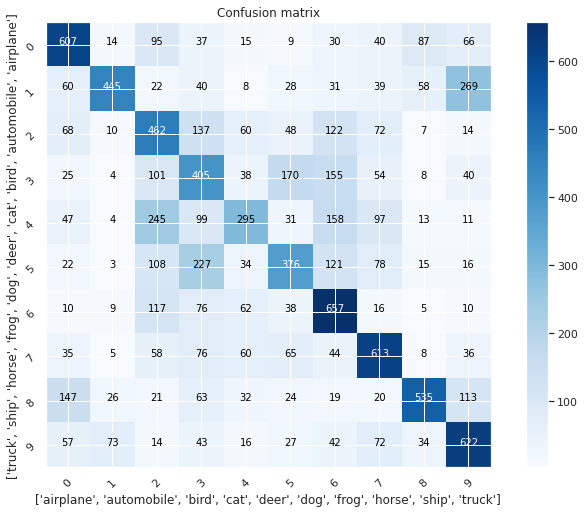 Confusion matrix
['truck', 'ship', 'horse', 'frog', 'dog', 'deer', 'cat', 'bird', 'automobile', 'airplane']
0 607 14 95 37 15 9 30 40 87 66
1 60 445 22 40 8 28 31 39 58 269
2 68 10 462 137 60 48 122 72 7 14
3 25 4 101 405 38 170 155 54 8 40
4 47 4 245 99 295 31 158 97 13 11
5 22 3 108 227 34 376 121 78 15 16
6 10 9 117 76 62 38 657 16 5 10
7 35 5 58 76 60 65 44 613 8 36
8 147 26 21 63 32 24 19 20 535 113
9 57 73 14 43 16 27 42 72 34 622
0 1 2 3 4 5 6 7 8 9
['airplane', 'automobile', 'bird', 'cat', 'deer', 'dog', 'frog', 'horse', 'ship', 'truck']
600
500
400
300
200
100